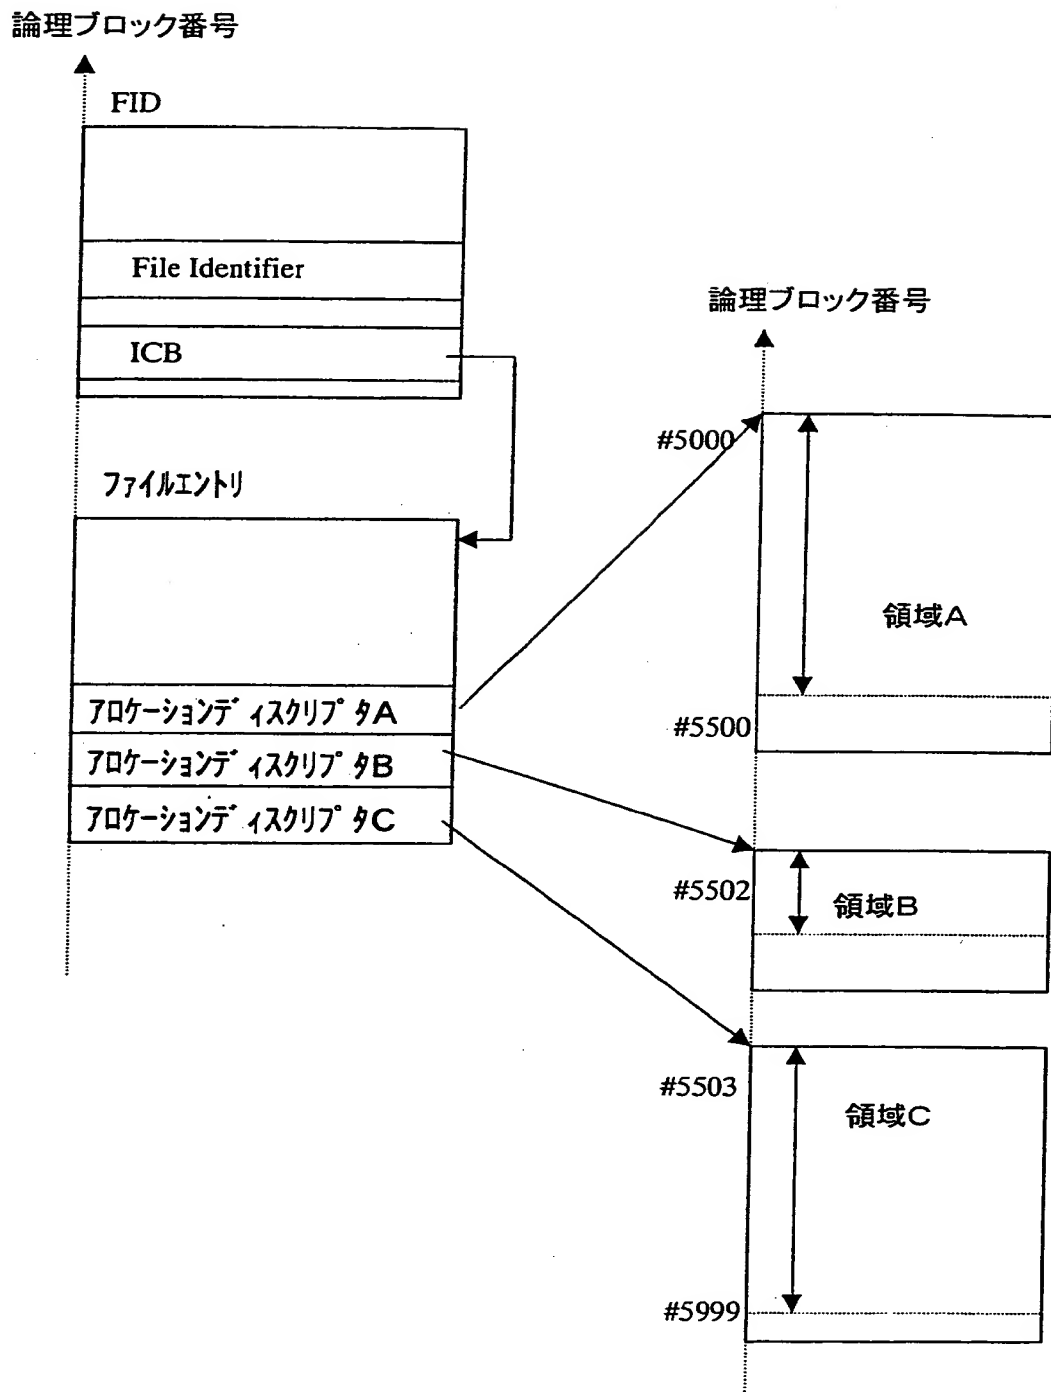 論理ブロック番号
FID
File Identifier
ICB
ファイルエントリ
アロケーションディスクリプタA
アロケーションディスクリプタB
アロケーションディスクリプタC
論理ブロック番号
#5000
領域A
#5500
#5502
領域B
#5503
領域C
#5999